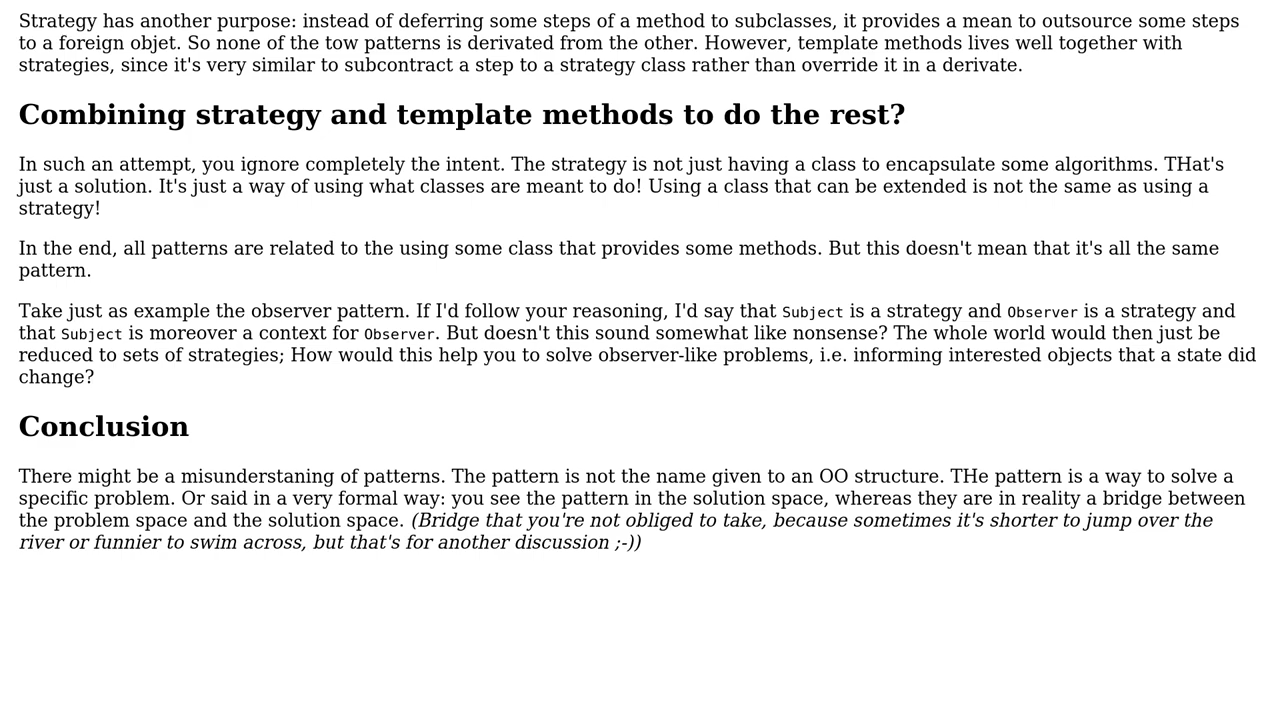 Strategy has another purpose: instead of deferring some steps of a method to subclasses, it provides a mean to outsource some steps
to a foreign objet. So none of the tow patterns is derivated from the other. However, template methods lives well together with
strategies, since it's very similar to subcontract a step to a strategy class rather than override it in a derivate.
Combining strategy and template methods to do the rest?
In such an attempt, you ignore completely the intent. The strategy is not just having a class to encapsulate some algorithms. THat's
just a solution. It's just a way of using what classes are meant to do! Using a class that can be extended is not the same as using a
strategy!
In the end, all patterns are related to the using some class that provides some methods. But this doesn't mean that it's all the same
pattern.
Take just as example the observer pattern. If I'd follow your reasoning, I'd say that Subject is a strategy and Observer is a strategy and
that Subject is moreover a context for Observer. But doesn't this sound somewhat like nonsense? The whole world would then just be
reduced to sets of strategies; How would this help you to solve observer-like problems, i.e. informing interested objects that a state did
change?
Conclusion
There might be a misunderstaning of patterns. The pattern is not the name given to an OO structure. THe pattern is a way to solve a
specific problem. Or said in a very formal way: you see the pattern in the solution space, whereas they are in reality a bridge between
the problem space and the solution space. (Bridge that you're not obliged to take, because sometimes it's shorter to jump over the
river or funnier to swim across, but that's for another discussion ;-))